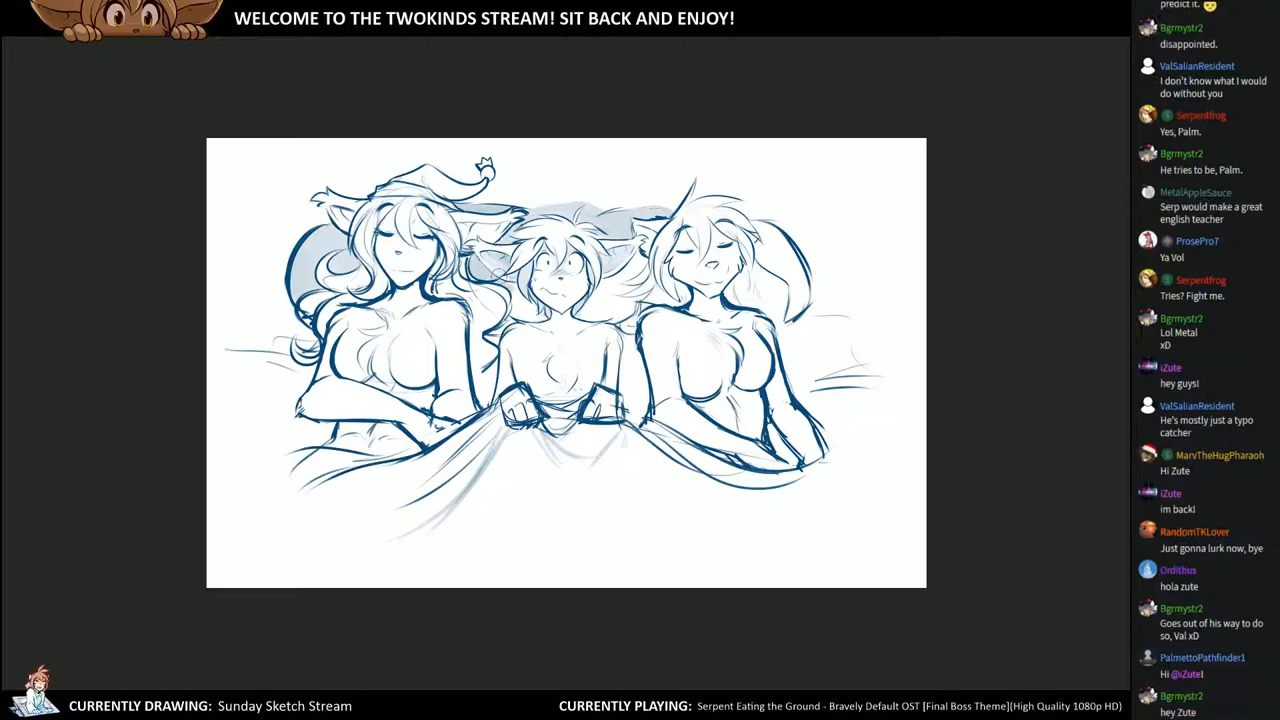 WELCOME TO THE TWOKINDS STREAM! SIT BACK AND ENJOY!
predict it.
Bgrmystr2
disappointed.
ValSalianResident
I don't know what I would
do without you
Serpentfrog
Yes, Palm.
Bgrmystr2
He tries to be, Palm.
MetalAppleSauce
Serp would make a great
english teacher
ProsePro7
Ya Vol
Serpentfrog
Tries? Fight me.
Bgrmystr2
Lol Metal
xD
iZute
hey guys!
ValSalianResident
He's mostly just a typo
catcher
MarvTheHugPharaoh
Hi Zute
iZute
im back!
RandomTKLover
Just gonna lurk now, bye
Ordithus
hola zute
Bgrmystr2
Goes out of his way to do
so, Val xD
PalmettoPathfinder1
Hi @iZute!
Bgrmystr2
hey Zute
CURRENTLY DRAWING: Sunday Sketch Stream
CURRENTLY PLAYING: Serpent Eating the Ground - Bravely Default OST [Final Boss Theme](High Quality 1080p HD)